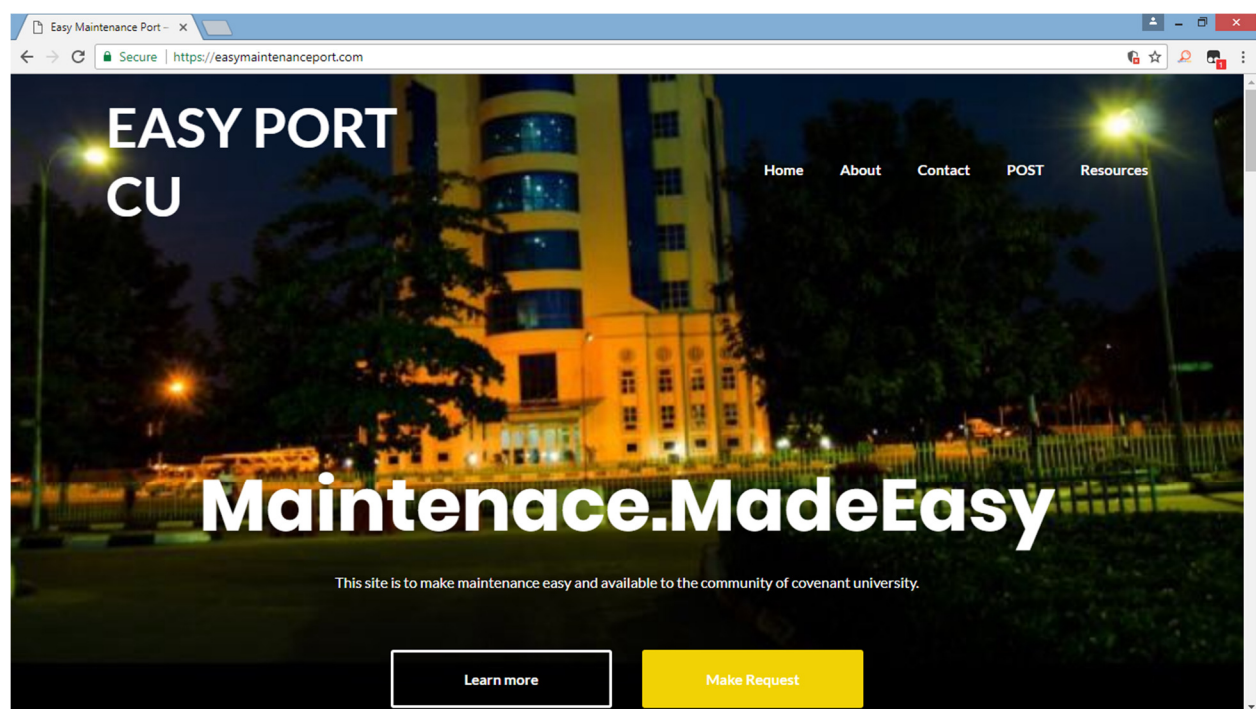 Easy Maintenance Port –
Secure | https://easymaintenanceport.com
1
EASY PORT
CU
Home About Contact POST Resources
Maintenace.MadeEasy
This site is to make maintenance easy and available to the community of covenant university.
Learn more Make Request